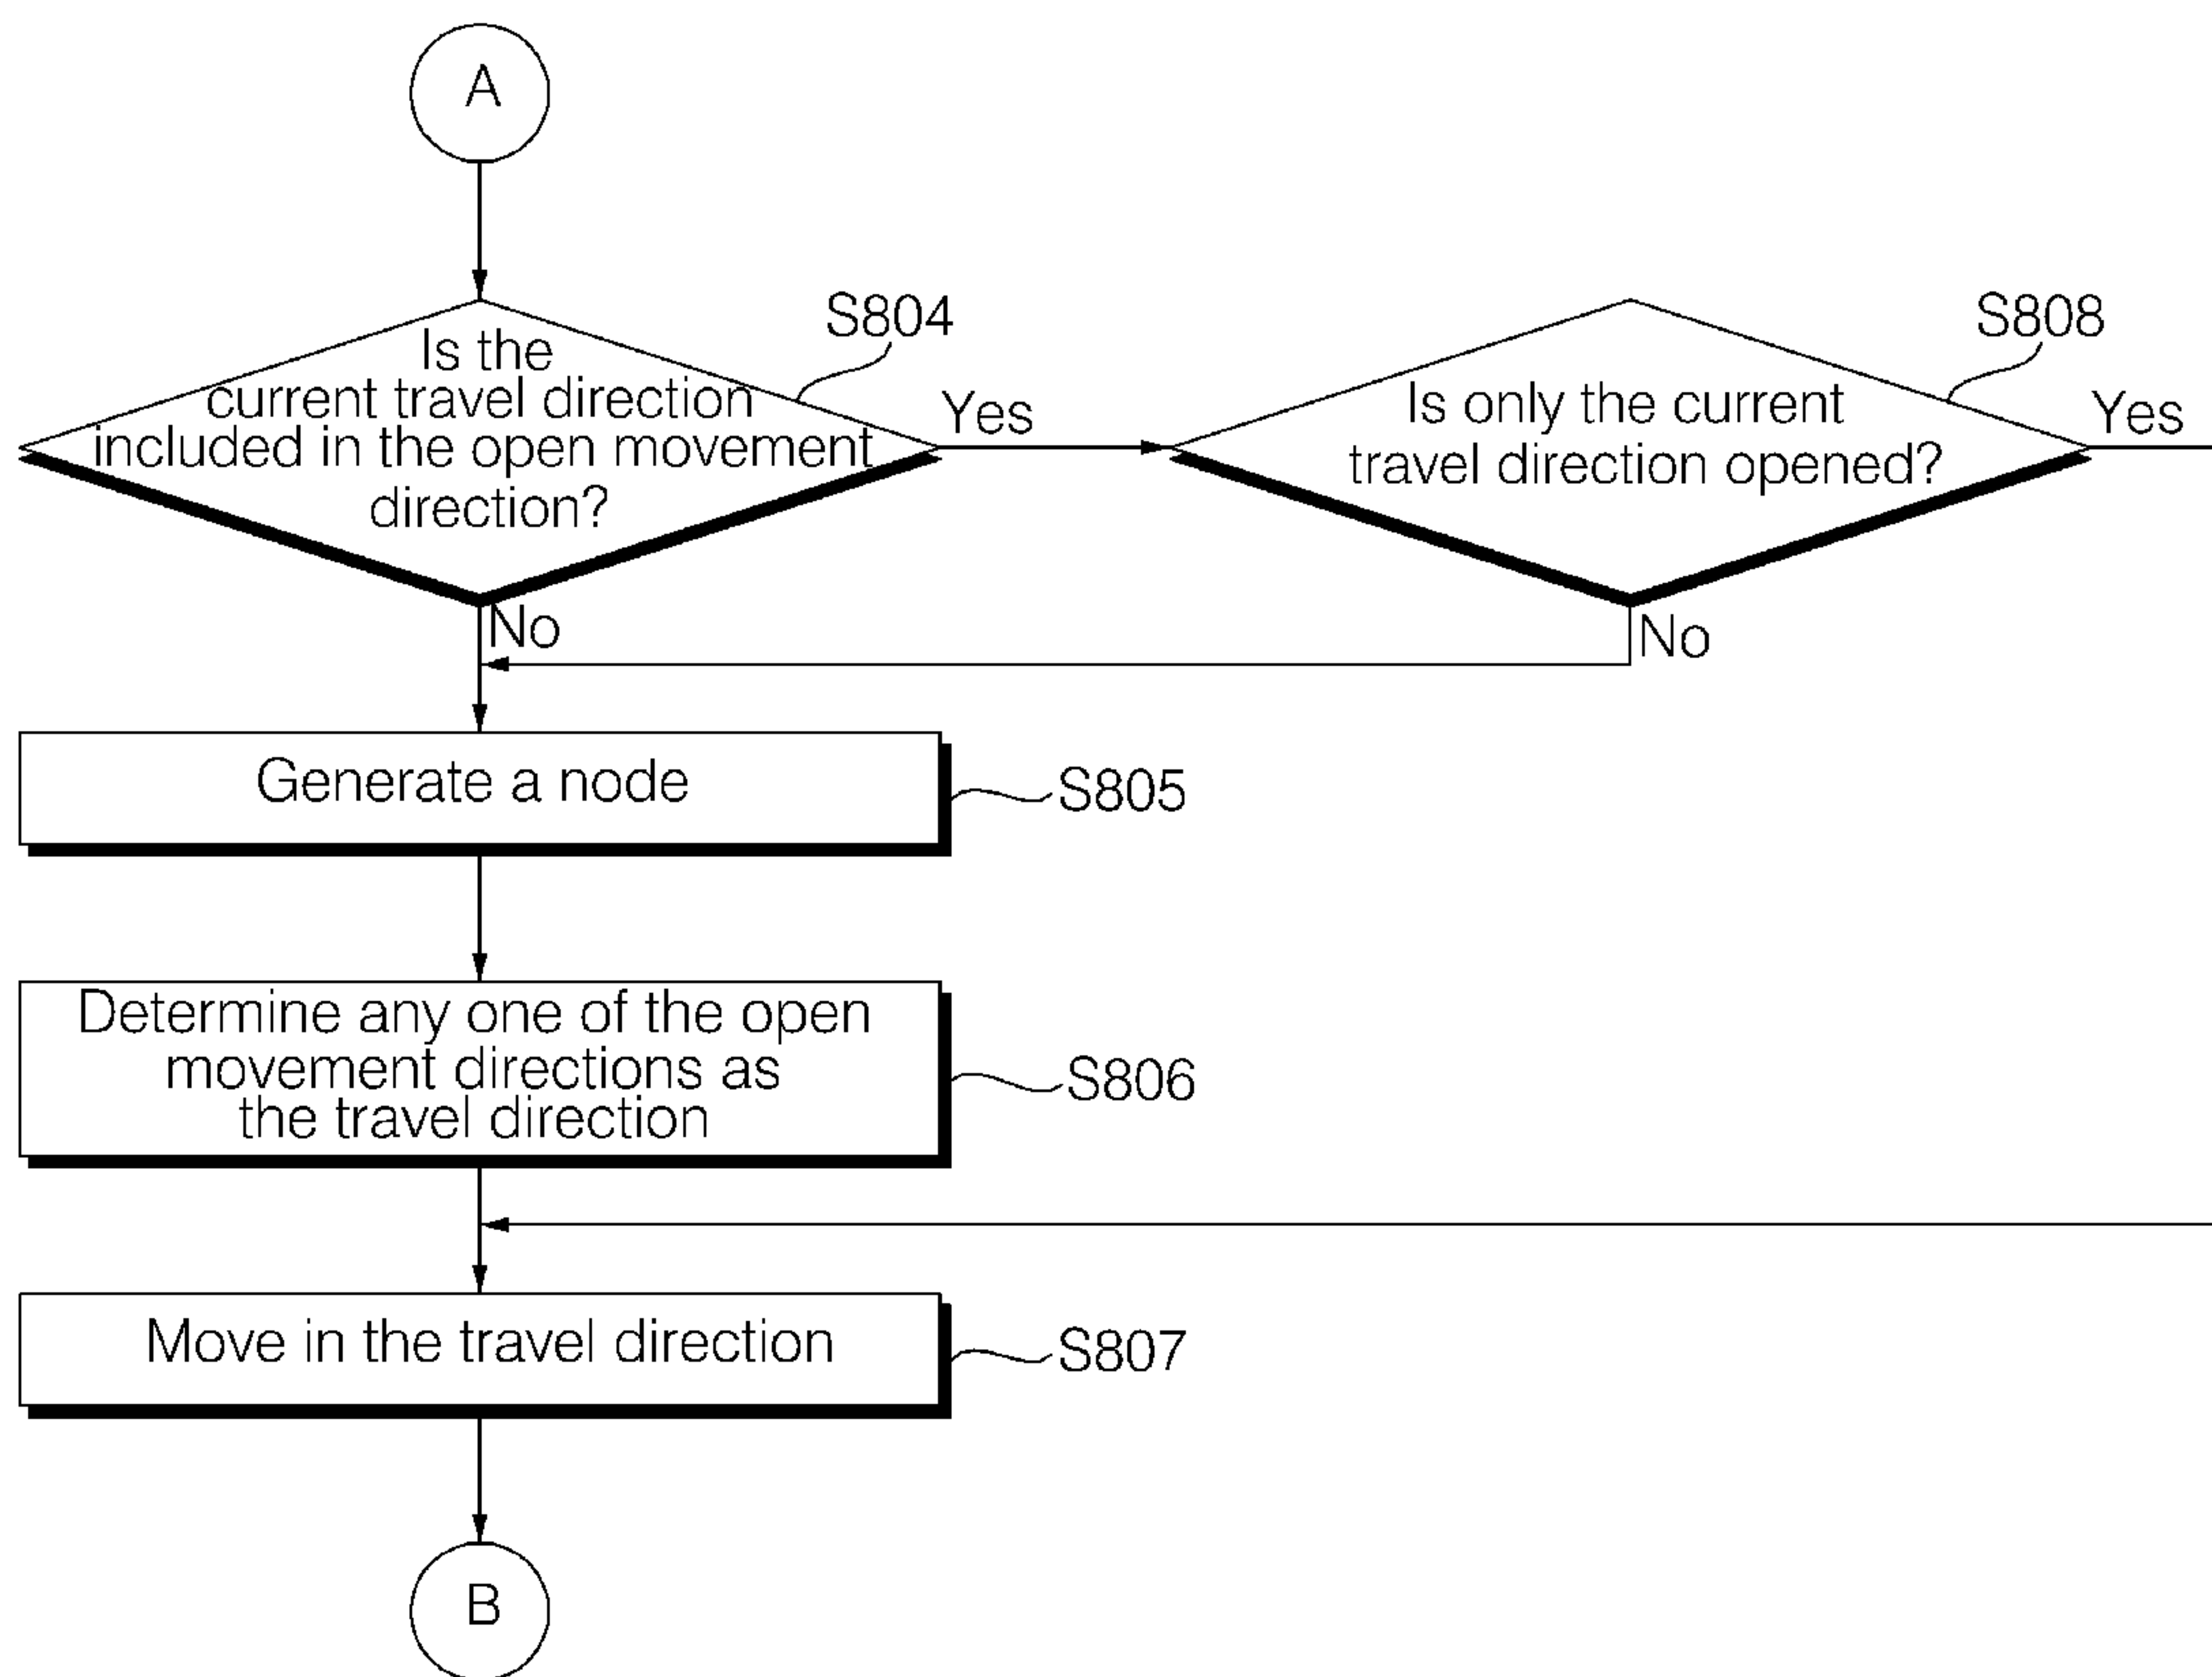 A
S804
Is the
current travel direction
included in the open movement
direction?
Yes
S808
Is only the current
travel direction opened?
Yes
No
No
Generate a node
S805
Determine any one of the open
movement directions as
the travel direction
S806
Move in the travel direction
S807
B